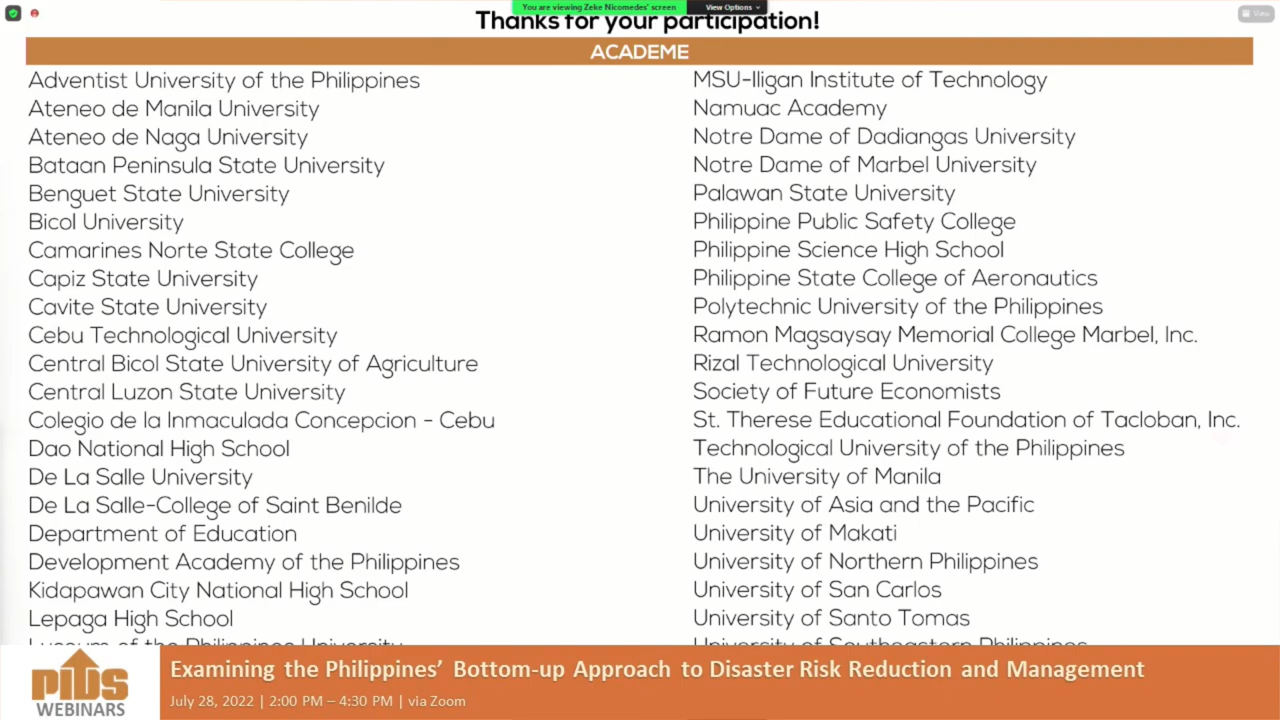 You are viewing Zeke Nicomedes' screen
View Options
View
Thanks for your participation!
ACADEME
Adventist University of the Philippines
Ateneo de Manila University
Ateneo de Naga University
Bataan Peninsula State University
Benguet State University
Bicol University
Camarines Norte State College
Capiz State University
Cavite State University
Cebu Technological University
Central Bicol State University of Agriculture
Central Luzon State University
Colegio de la Inmaculada Concepcion - Cebu
Dao National High School
De La Salle University
De La Salle-College of Saint Benilde
Department of Education
Development Academy of the Philippines
Kidapawan City National High School
Lepaga High School
Lyceum of the Philippines University
MSU-Iligan Institute of Technology
Namuac Academy
Notre Dame of Dadiangas University
Notre Dame of Marbel University
Palawan State University
Philippine Public Safety College
Philippine Science High School
Philippine State College of Aeronautics
Polytechnic University of the Philippines
Ramon Magsaysay Memorial College Marbel, Inc.
Rizal Technological University
Society of Future Economists
St. Therese Educational Foundation of Tacloban, Inc.
Technological University of the Philippines
The University of Manila
University of Asia and the Pacific
University of Makati
University of Northern Philippines
University of San Carlos
University of Santo Tomas
University of Southeastern Philippines
pids
WEBINARS
Examining the Philippines' Bottom-up Approach to Disaster Risk Reduction and Management
July 28, 2022 | 2:00 PM – 4:30 PM | via Zoom